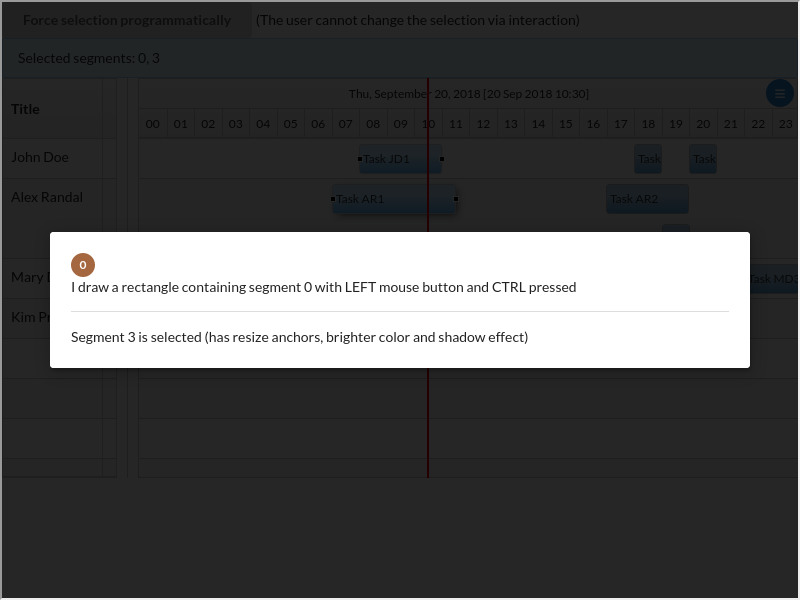 Force selection programmatically (The user cannot change the selection via interaction)
Selected segments: 0, 3
Title
Thu, September 20, 2018 [20 Sep 2018 10:30]
00 01 02 03 04 05 06 07 08 09 10 11 12 13 14 15 16 17 18 19 20 21 22 23
John Doe Task JD1 Task Task
Alex Randal Task AR1 Task AR2
0
I draw a rectangle containing segment 0 with LEFT mouse button and CTRL pressed
Segment 3 is selected (has resize anchors, brighter color and shadow effect)
Mary Task
Kim